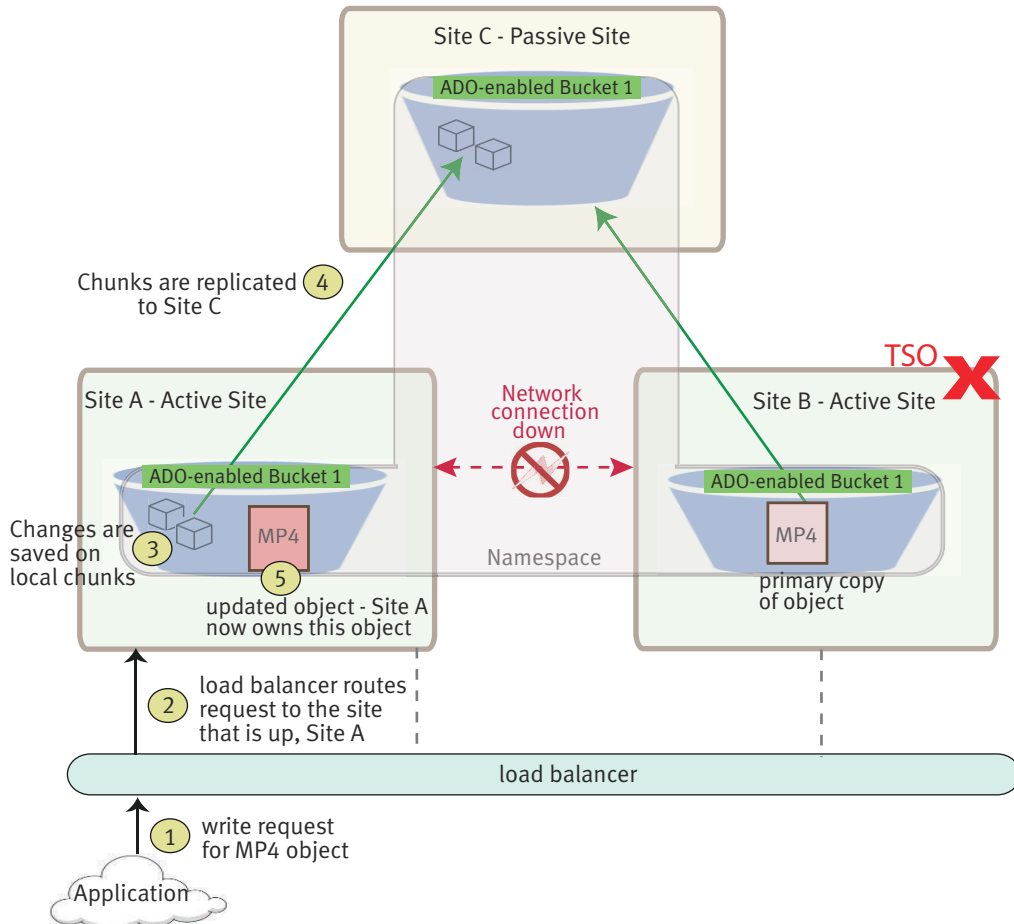 Site C - Passive Site
ADO-enabled Bucket 1
Chunks are replicated
to Site C
4
TSO
Site A - Active Site
Network
connection
down
Site B - Active Site
ADO-enabled Bucket 1
ADO-enabled Bucket 1
Changes are
saved on
local chunks
3
MP4
MP4
Namespace
5
updated object - Site A
now owns this object
primary copy
of object
2
load balancer routes
request to the site
that is up, Site A
load balancer
1
write request
for MP4 object
Application